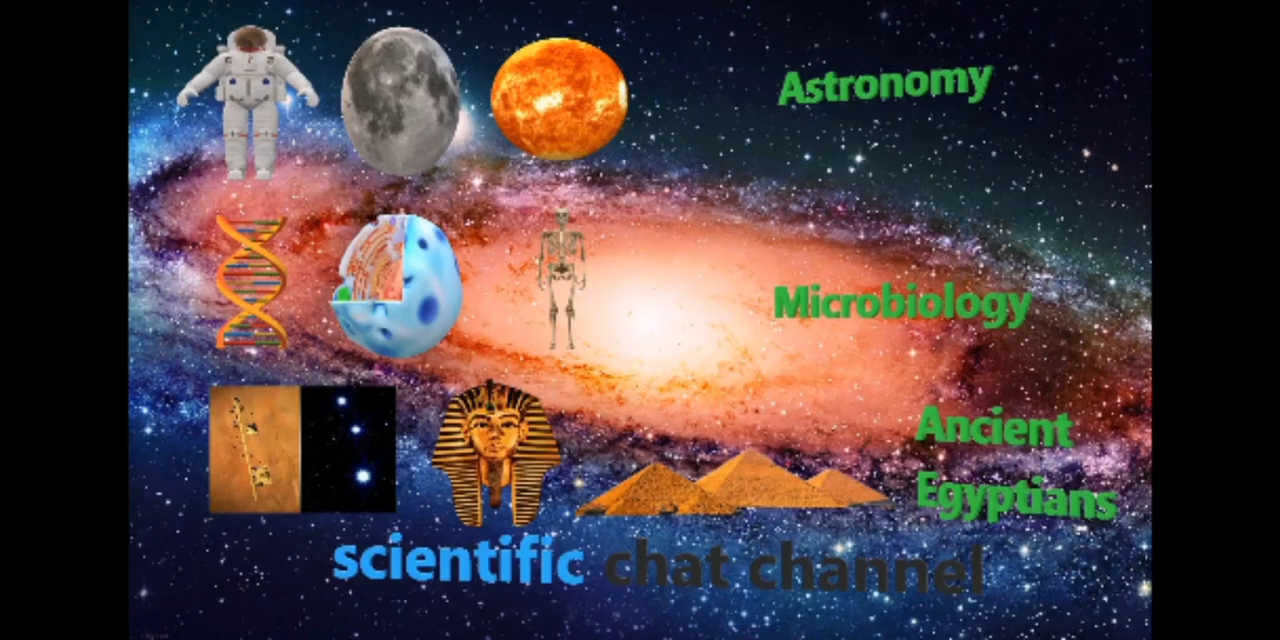 Astronomy
Microbiology
Ancient
Egyptians
scientific chat channel